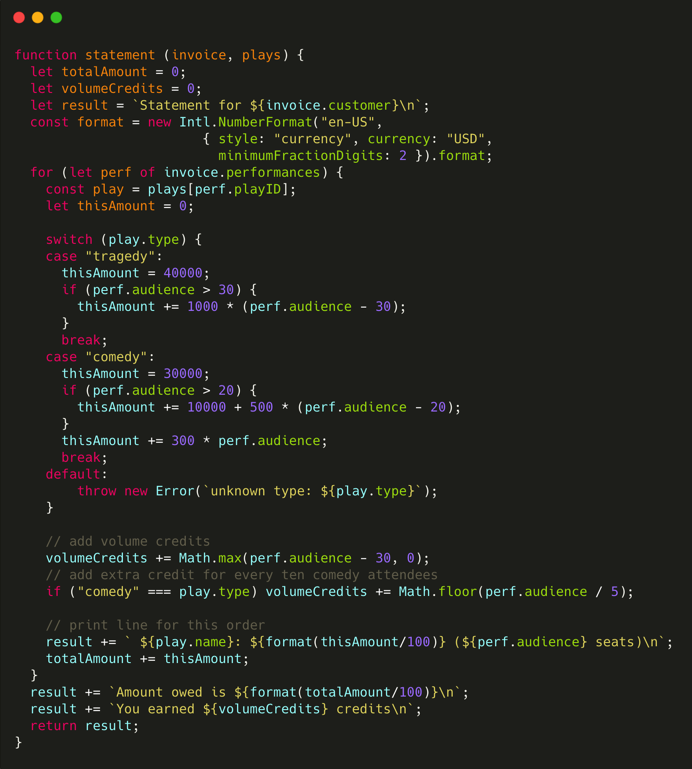 function statement (invoice, plays) {
  let totalAmount = 0;
  let volumeCredits = 0;
  let result = `Statement for ${invoice.customer}\n`;
  const format = new Intl.NumberFormat("en-US",
                        { style: "currency", currency: "USD",
                          minimumFractionDigits: 2 }).format;
  for (let perf of invoice.performances) {
    const play = plays[perf.playID];
    let thisAmount = 0;

    switch (play.type) {
    case "tragedy":
      thisAmount = 40000;
      if (perf.audience > 30) {
        thisAmount += 1000 * (perf.audience - 30);
      }
      break;
    case "comedy":
      thisAmount = 30000;
      if (perf.audience > 20) {
        thisAmount += 10000 + 500 * (perf.audience - 20);
      }
      thisAmount += 300 * perf.audience;
      break;
    default:
        throw new Error(`unknown type: ${play.type}`);
    }

    // add volume credits
    volumeCredits += Math.max(perf.audience - 30, 0);
    // add extra credit for every ten comedy attendees
    if ("comedy" === play.type) volumeCredits += Math.floor(perf.audience / 5);

    // print line for this order
    result += ` ${play.name}: ${format(thisAmount/100)} (${perf.audience} seats)\n`;
    totalAmount += thisAmount;
  }
  result += `Amount owed is ${format(totalAmount/100)}\n`;
  result += `You earned ${volumeCredits} credits\n`;
  return result;
}